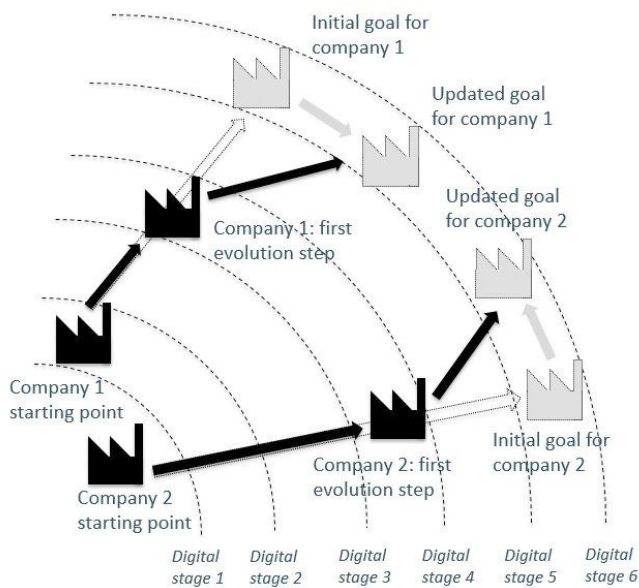 Initial goal for
company 1
Updated goal
for company 1
Updated goal
for company 2
Company 1: first
evolution step
Company 1
starting point
Company 2
starting point
Company 2: first
evolution step
Initial goal for
company 2
Digital
stage 1
Digital
stage 2
Digital
stage 3
Digital
stage 4
Digital
stage 5
Digital
stage 6